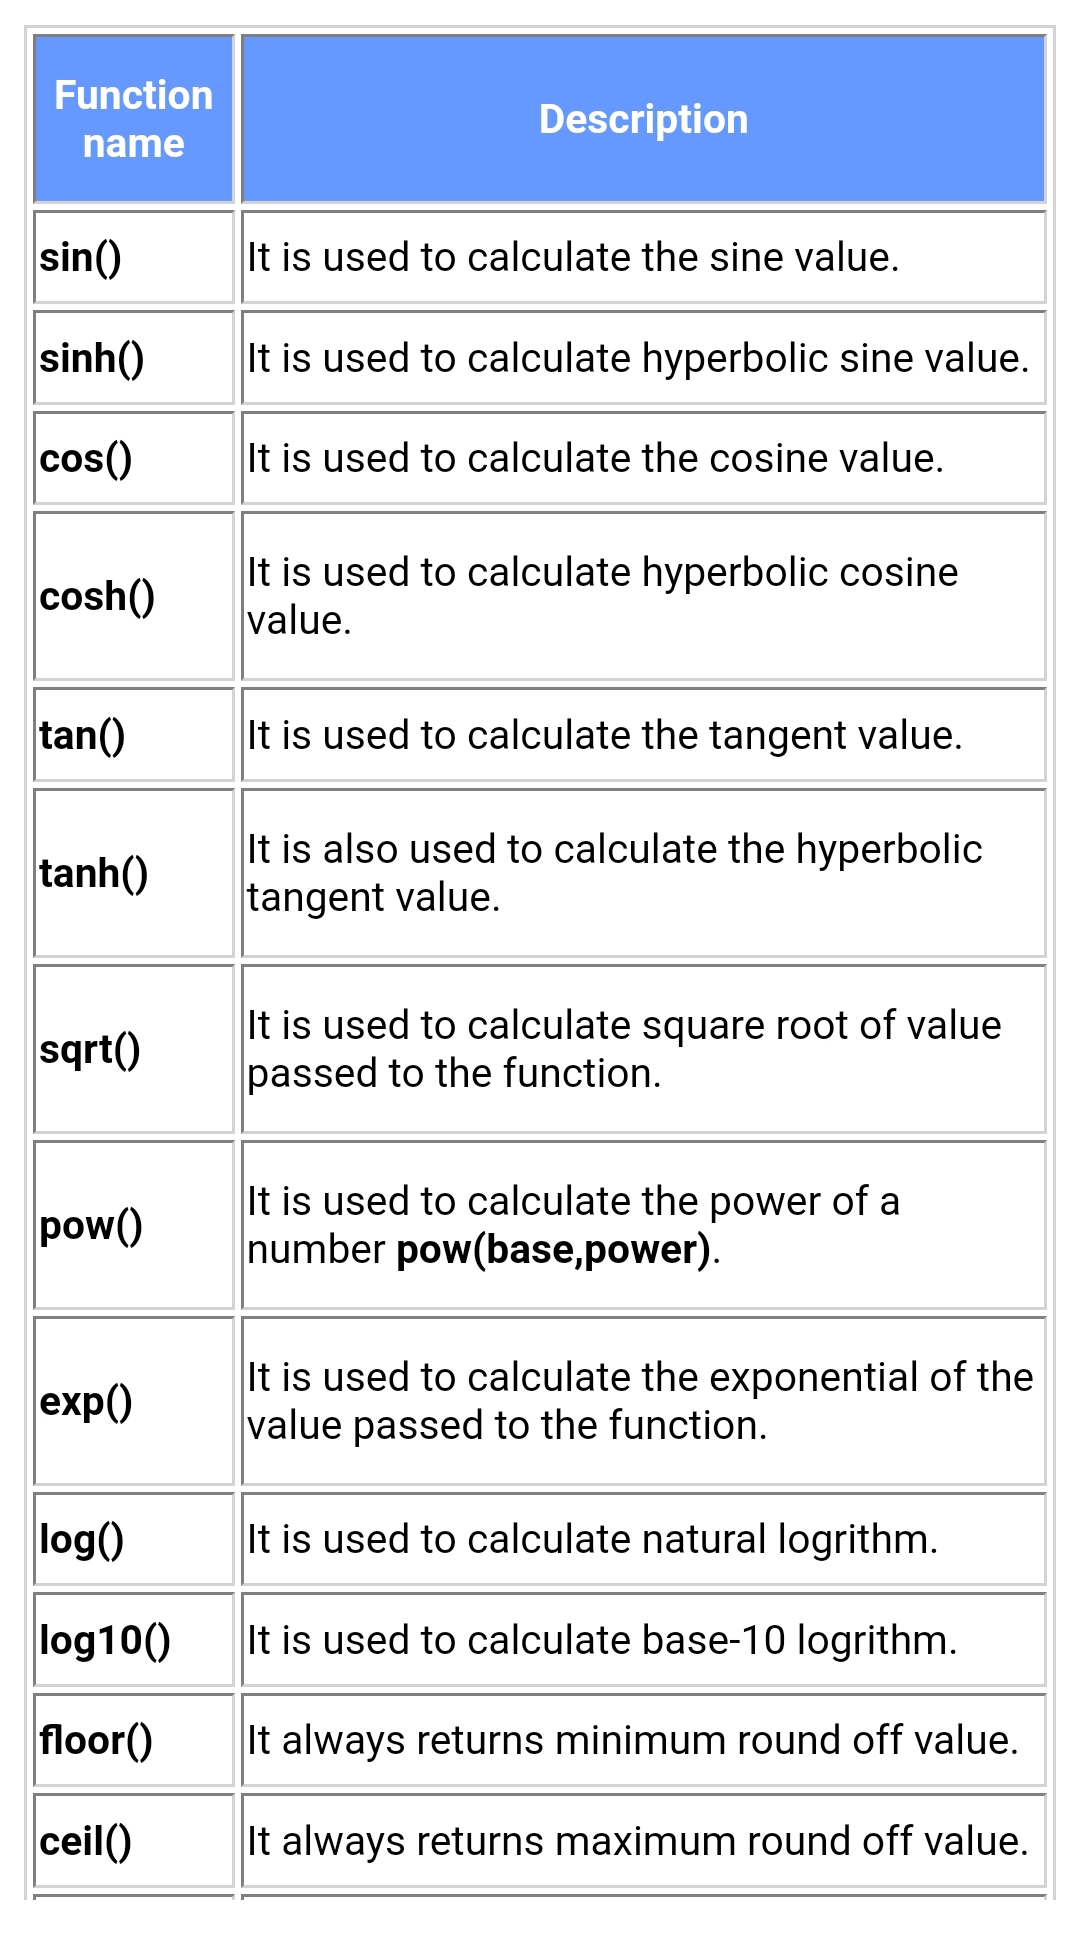 Function
name
Description
sin()
It is used to calculate the sine value.
sinh()
It is used to calculate hyperbolic sine value.
cos()
It is used to calculate the cosine value.
cosh()
It is used to calculate hyperbolic cosine
value.
tan()
It is used to calculate the tangent value.
tanh()
It is also used to calculate the hyperbolic
tangent value.
sqrt()
It is used to calculate square root of value
passed to the function.
pow()
It is used to calculate the power of a
number pow(base,power).
exp()
It is used to calculate the exponential of the
value passed to the function.
log()
It is used to calculate natural logrithm.
log10()
It is used to calculate base-10 logrithm.
floor()
It always returns minimum round off value.
ceil()
It always returns maximum round off value.